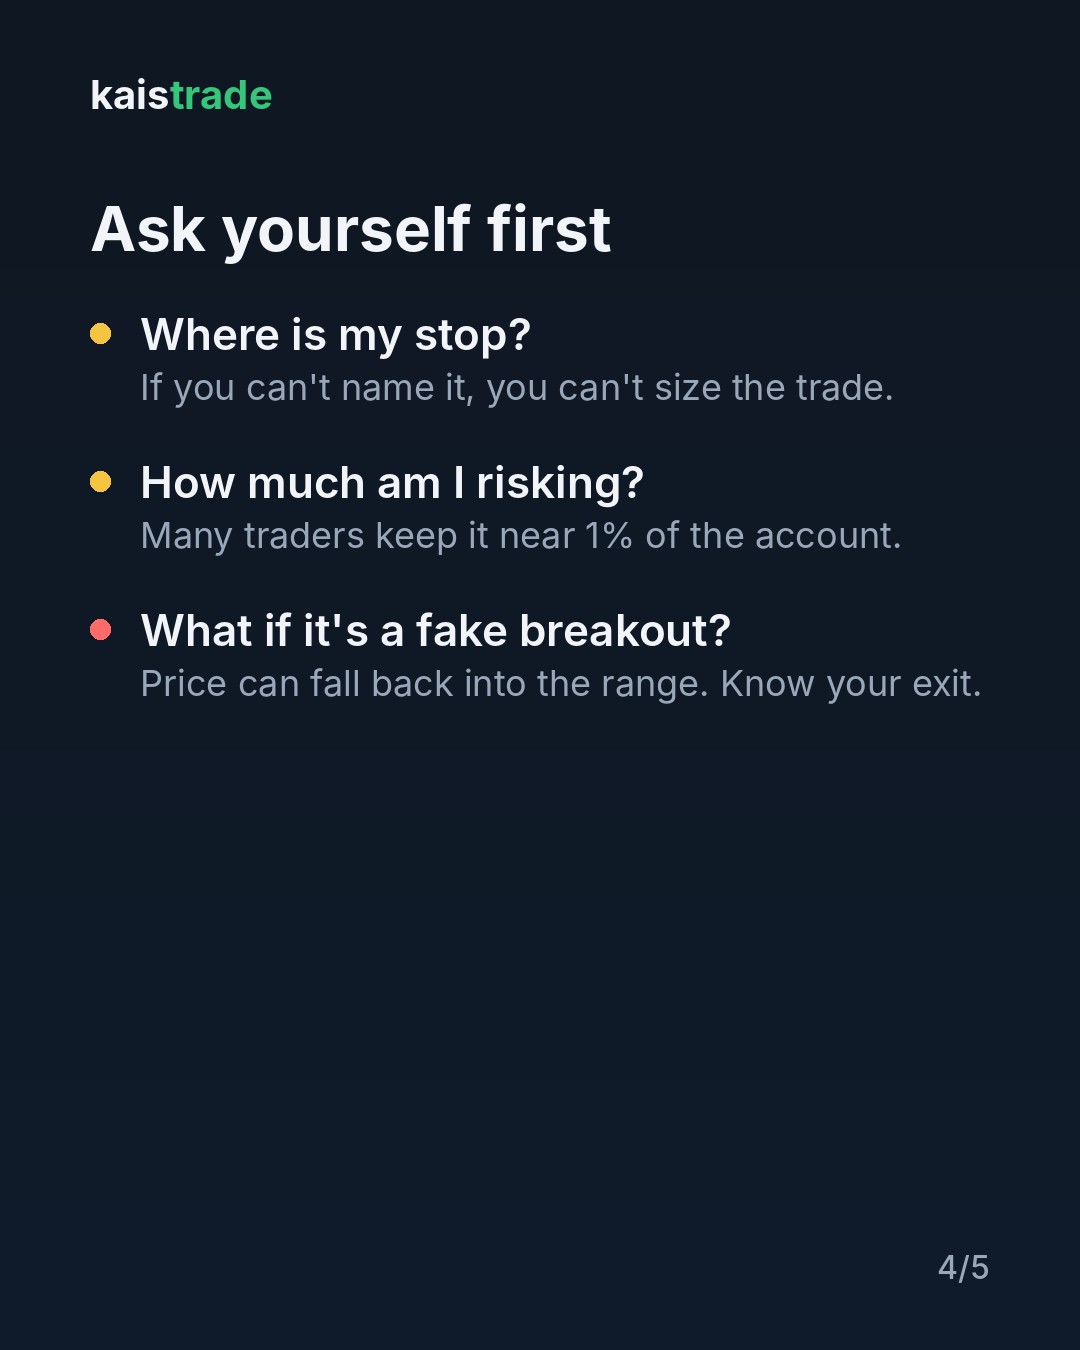 kaistrade
Ask yourself first
Where is my stop?
If you can't name it, you can't size the trade.
How much am I risking?
Many traders keep it near 1% of the account.
What if it's a fake breakout?
Price can fall back into the range. Know your exit.
4/5